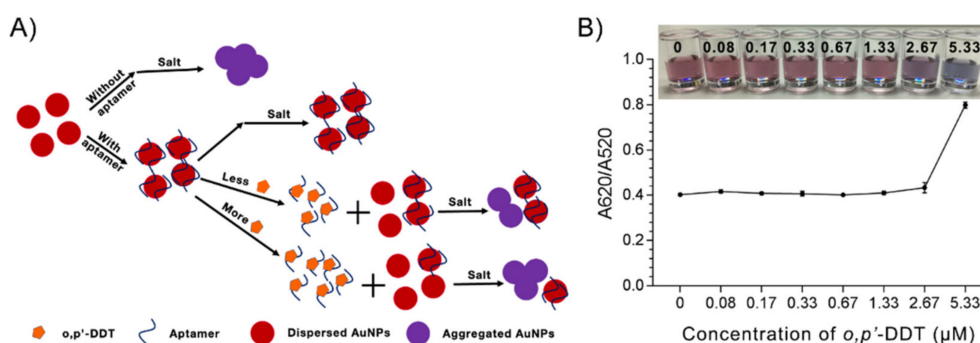 A)
Without
aptamer
Salt
With
aptamer
Salt
Less
Salt
More
Salt
o,p'-DDT
Aptamer
Dispersed AuNPs
Aggregated AuNPs
B)
0 0.08 0.17 0.33 0.67 1.33 2.67 5.33
A620/A520
1.0
0.8
0.6
0.4
0.2
0.0
0 0.08 0.17 0.33 0.67 1.33 2.67 5.33
Concentration of o,p'-DDT (μM)